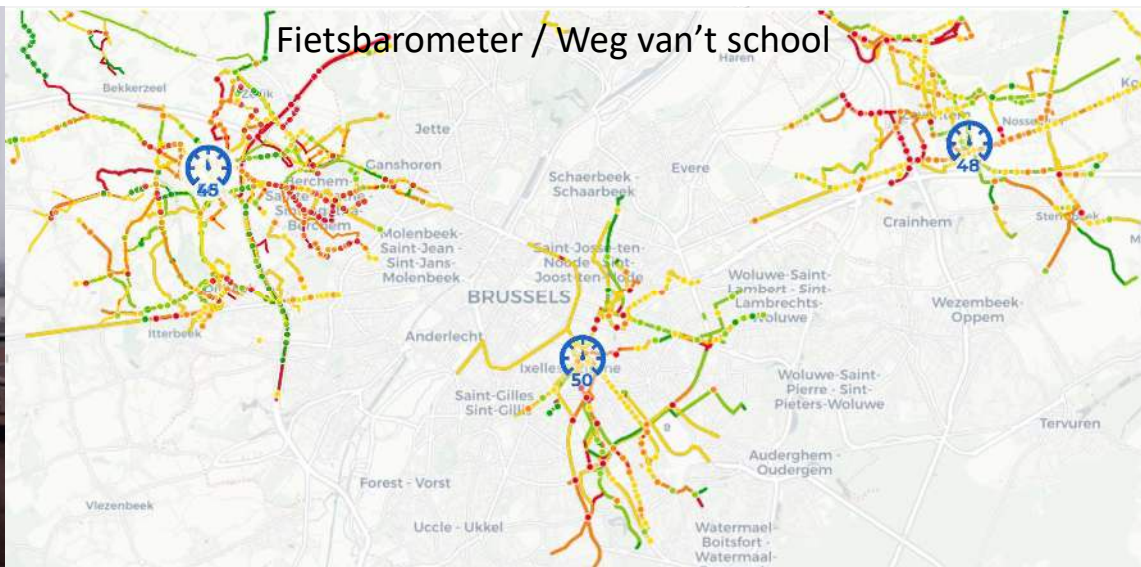 Fietsbarometer / Weg van't school
Haren
Bekkerzeel
Zellik
Jette
Ganshoren
Evere
Schaerbeek -
Schaarbeek
48
45
Berchem-
Berchem
Crainhem
Molenbeek-
Saint-Jean -
Sint-Jans-
Molenbeek
Saint-Josse-ten-
Noode - Sint-
Joost-ten-Node
BRUSSELS
Woluwe-Saint-
Lambert - Sint-
Lambrechts-
Woluwe
Wezembeek-
Oppem
Itterbeek
Anderlecht
50
Saint-Gilles
Sint-Gillis
Woluwe-Saint-
Pierre - Sint-
Pieters-Woluwe
Tervuren
Auderghem -
Oudergem
Forest - Vorst
Vlezenbeek
Uccle - Ukkel
Watermael-
Boitsfort -
Watermaal-